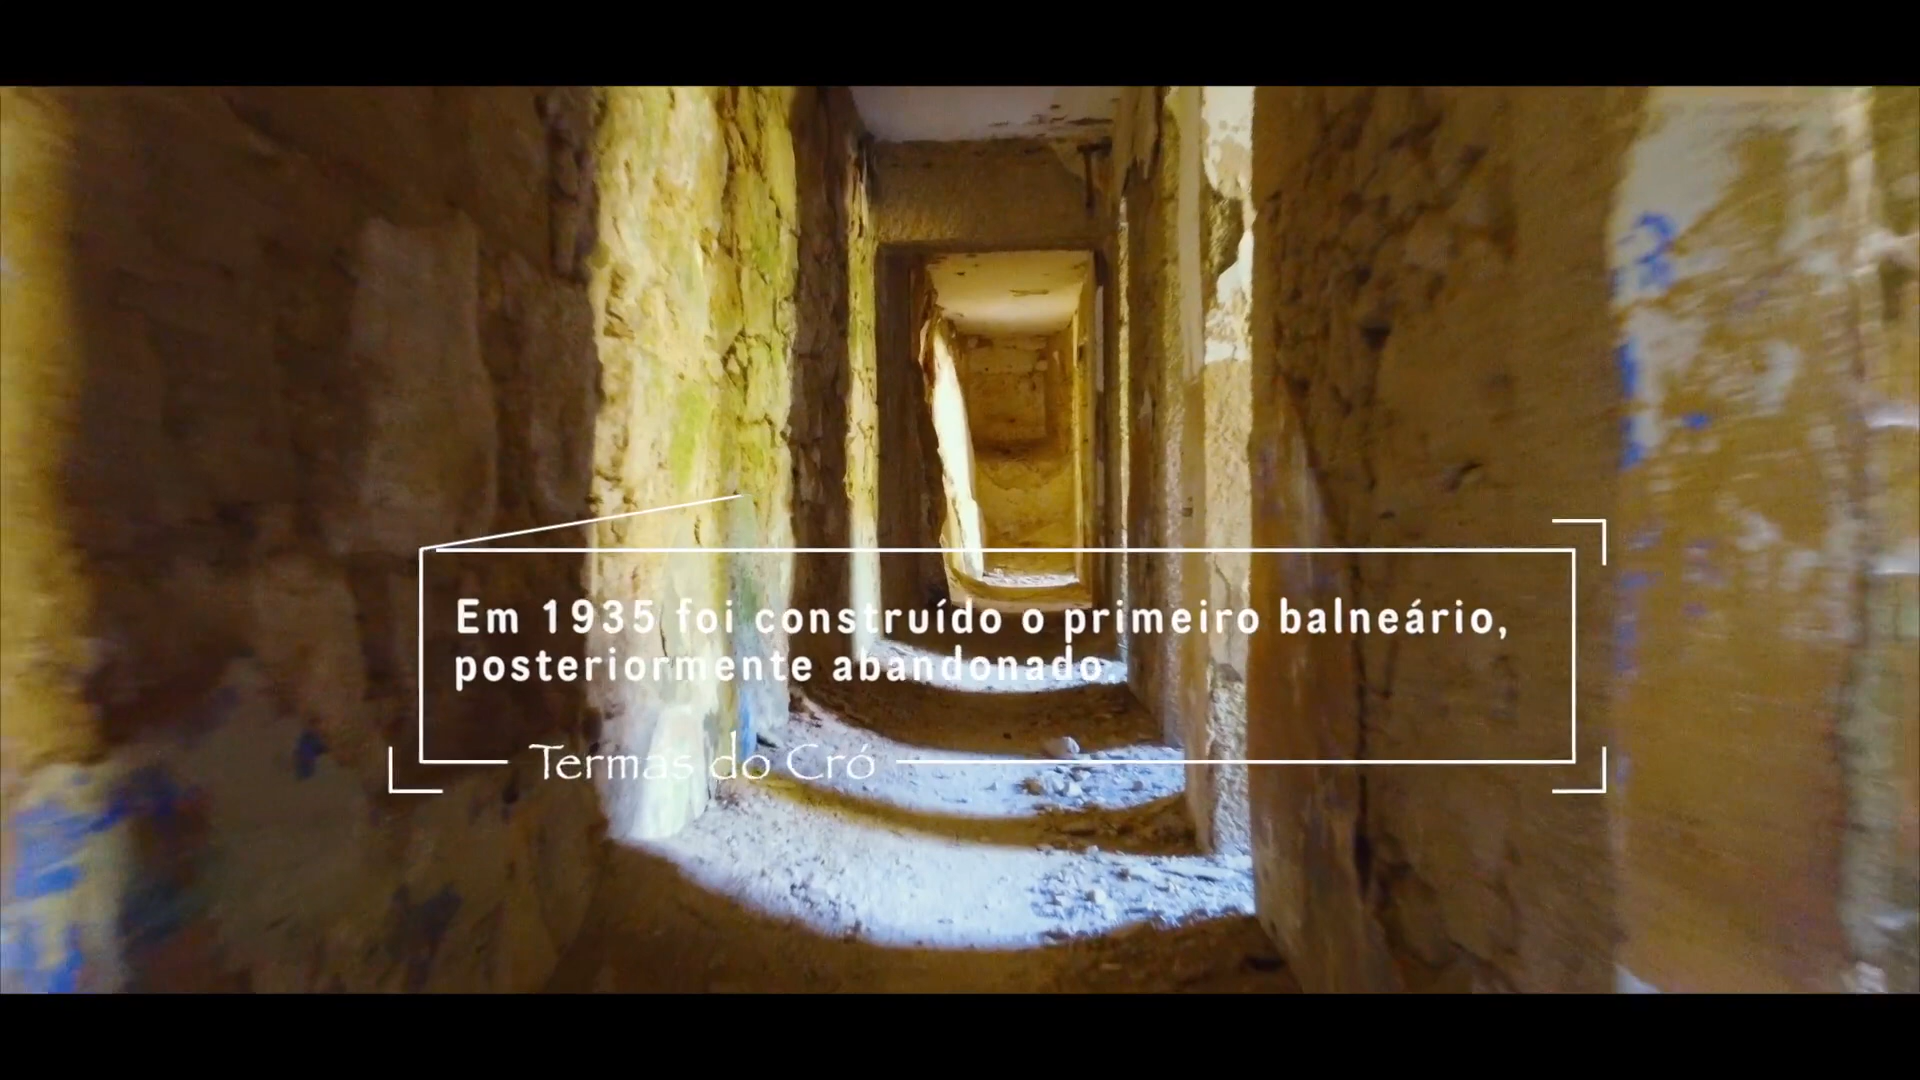 Em 1935 foi construído o primeiro balneário,
posteriormente abandonado
Termas do Cró